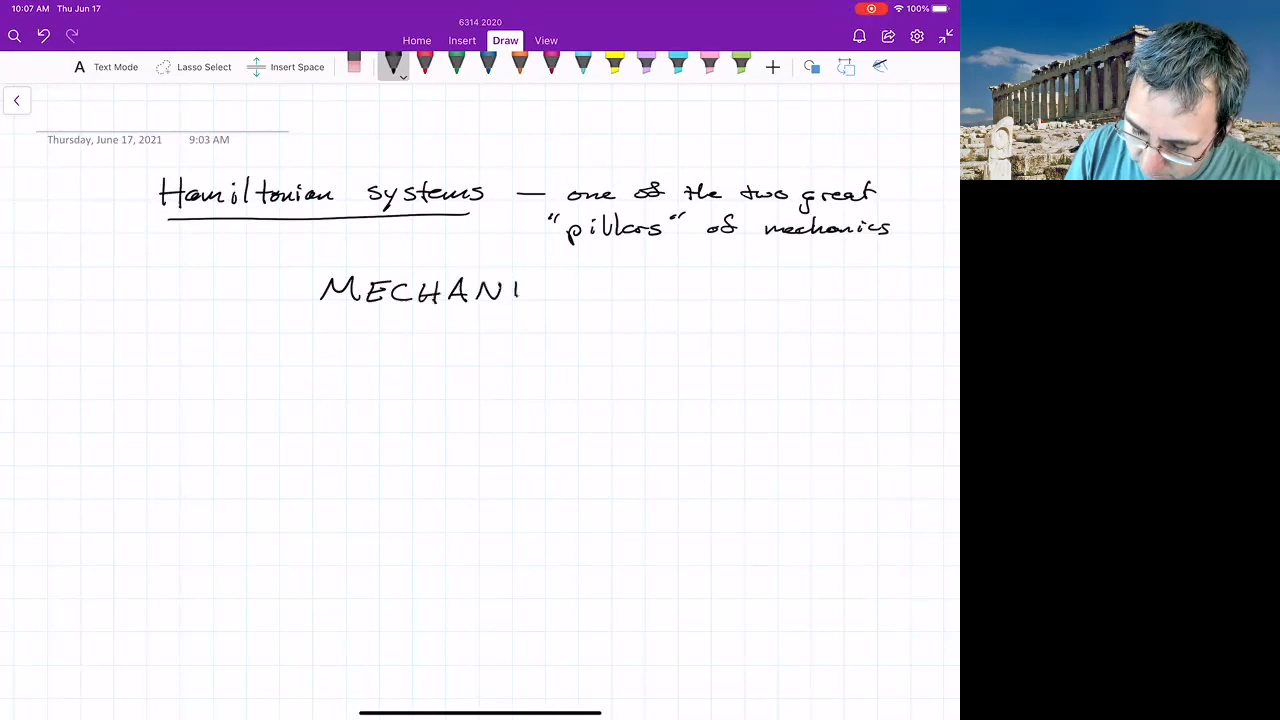 10:07 AM Thu Jun 17
100%
6314 2020
Home Insert Draw View
A Text Mode Lasso Select Insert Space
Thursday, June 17, 2021 9:03 AM
Hamiltonian systems — one of the two great
"pillars" of mechanics
MECHANI